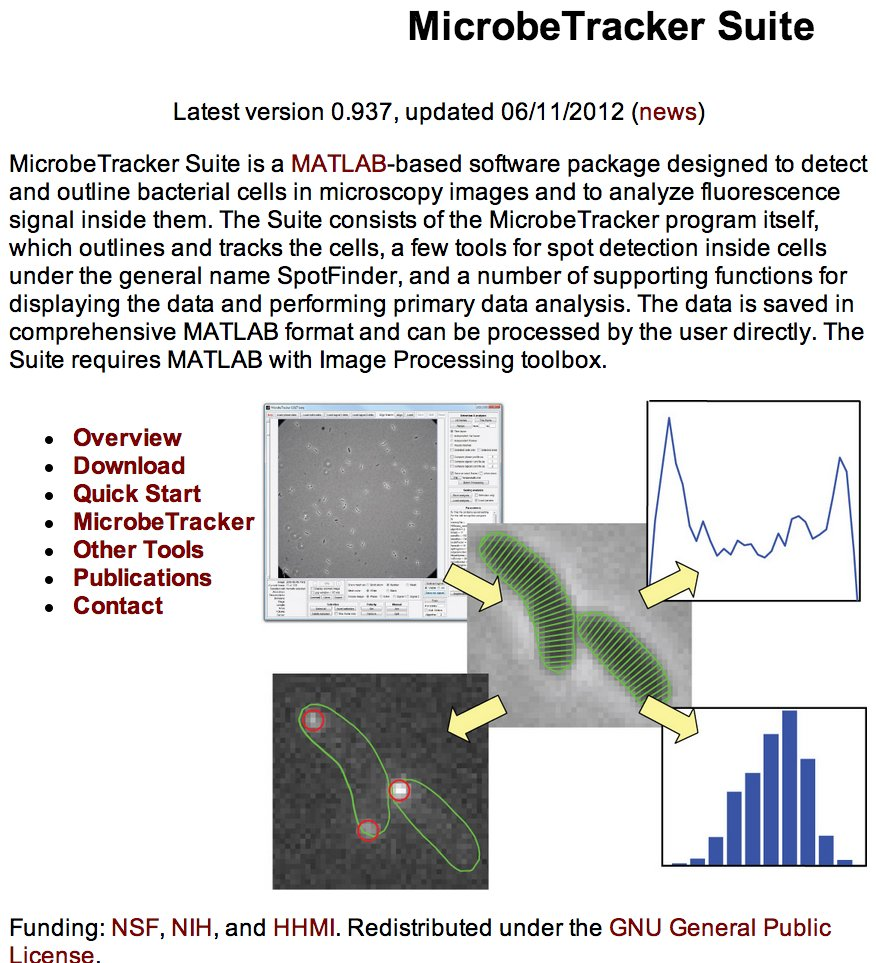 MicrobeTracker Suite
Latest version 0.937, updated 06/11/2012 (news)
MicrobeTracker Suite is a MATLAB-based software package designed to detect
and outline bacterial cells in microscopy images and to analyze fluorescence
signal inside them. The Suite consists of the MicrobeTracker program itself,
which outlines and tracks the cells, a few tools for spot detection inside cells
under the general name SpotFinder, and a number of supporting functions for
displaying the data and performing primary data analysis. The data is saved in
comprehensive MATLAB format and can be processed by the user directly. The
Suite requires MATLAB with Image Processing toolbox.
Overview
Download
Quick Start
MicrobeTracker
Other Tools
Publications
Contact
Funding: NSF, NIH, and HHMI. Redistributed under the GNU General Public
License.